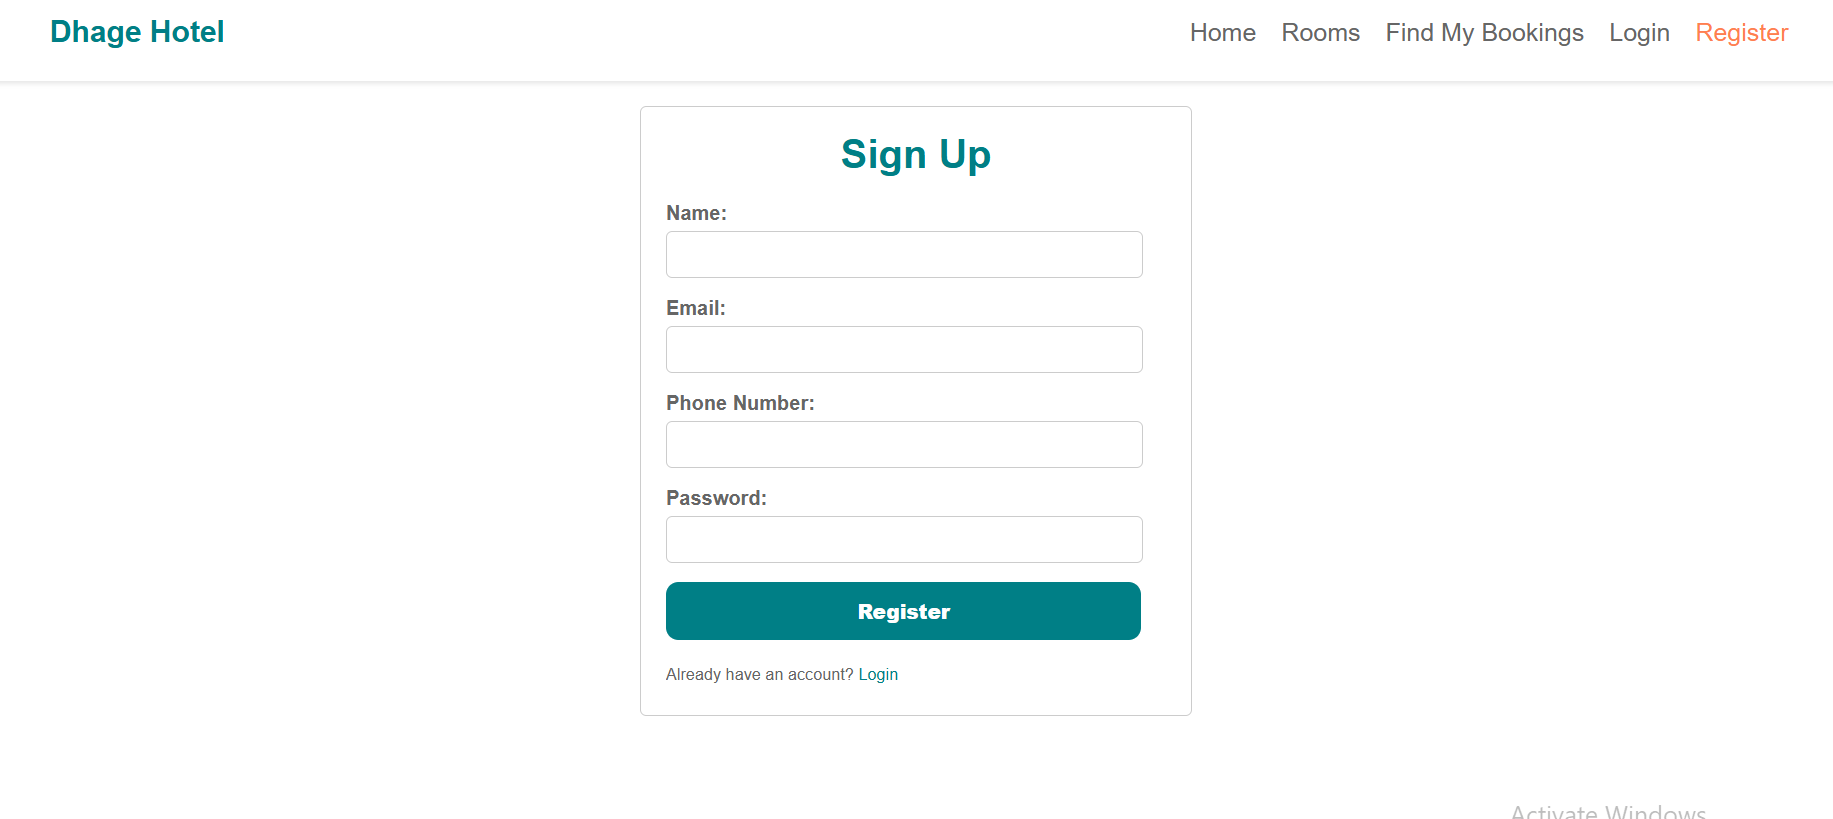 Dhage Hotel
Home Rooms Find My Bookings Login Register
Sign Up
Name:
Email:
Phone Number:
Password:
Register
Already have an account? Login
Activate Windows